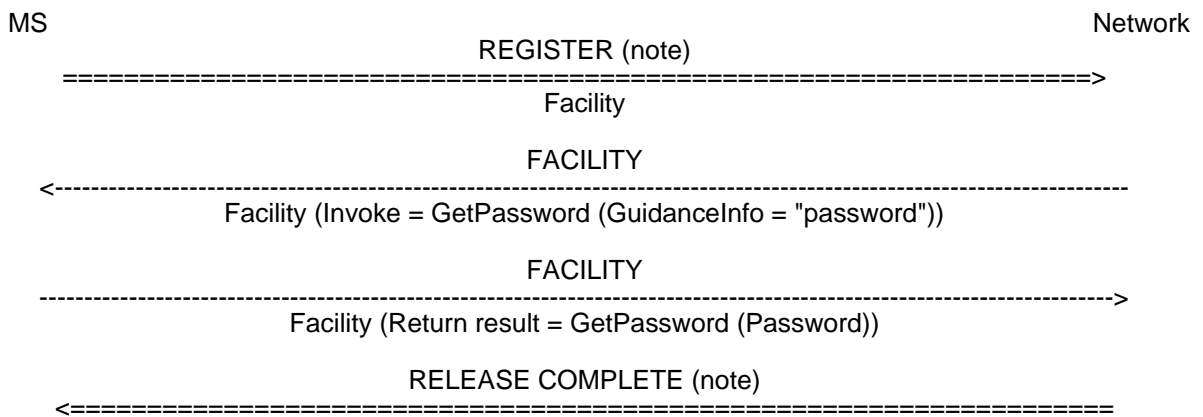 MS Network
REGISTER (note)
===================================================================>
Facility
FACILITY
<------------------------------------------------------------------------------------------------------------------------
Facility (Invoke = GetPassword (GuidanceInfo = "password"))
FACILITY
------------------------------------------------------------------------------------------------------------------------>
Facility (Return result = GetPassword (Password))
RELEASE COMPLETE (note)
<====================================================================